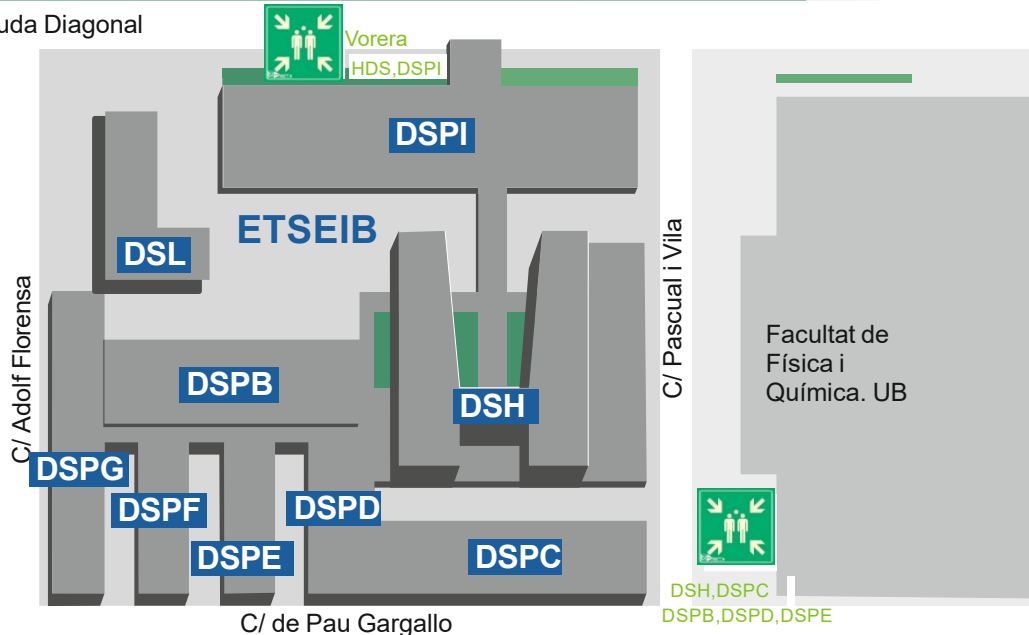 uda Diagonal
Vorera
HDS,DSPI
DSPI
ETSEIB
DSL
C/ Adolf Florensa
C/ Pascual i Vila
Facultat de
Física i
Química. UB
DSPB
DSH
DSPG
DSPF
DSPD
DSPE
DSPC
DSH,DSPC
DSPB,DSPD,DSPE
C/ de Pau Gargallo